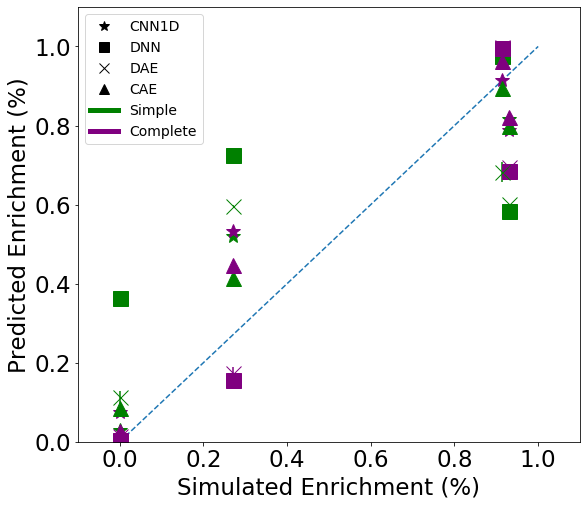 CNN1D
DNN
DAE
CAE
Simple
Complete
Predicted Enrichment (%)
1.0
0.8
0.6
0.4
0.2
0.0
0.0 0.2 0.4 0.6 0.8 1.0
Simulated Enrichment (%)